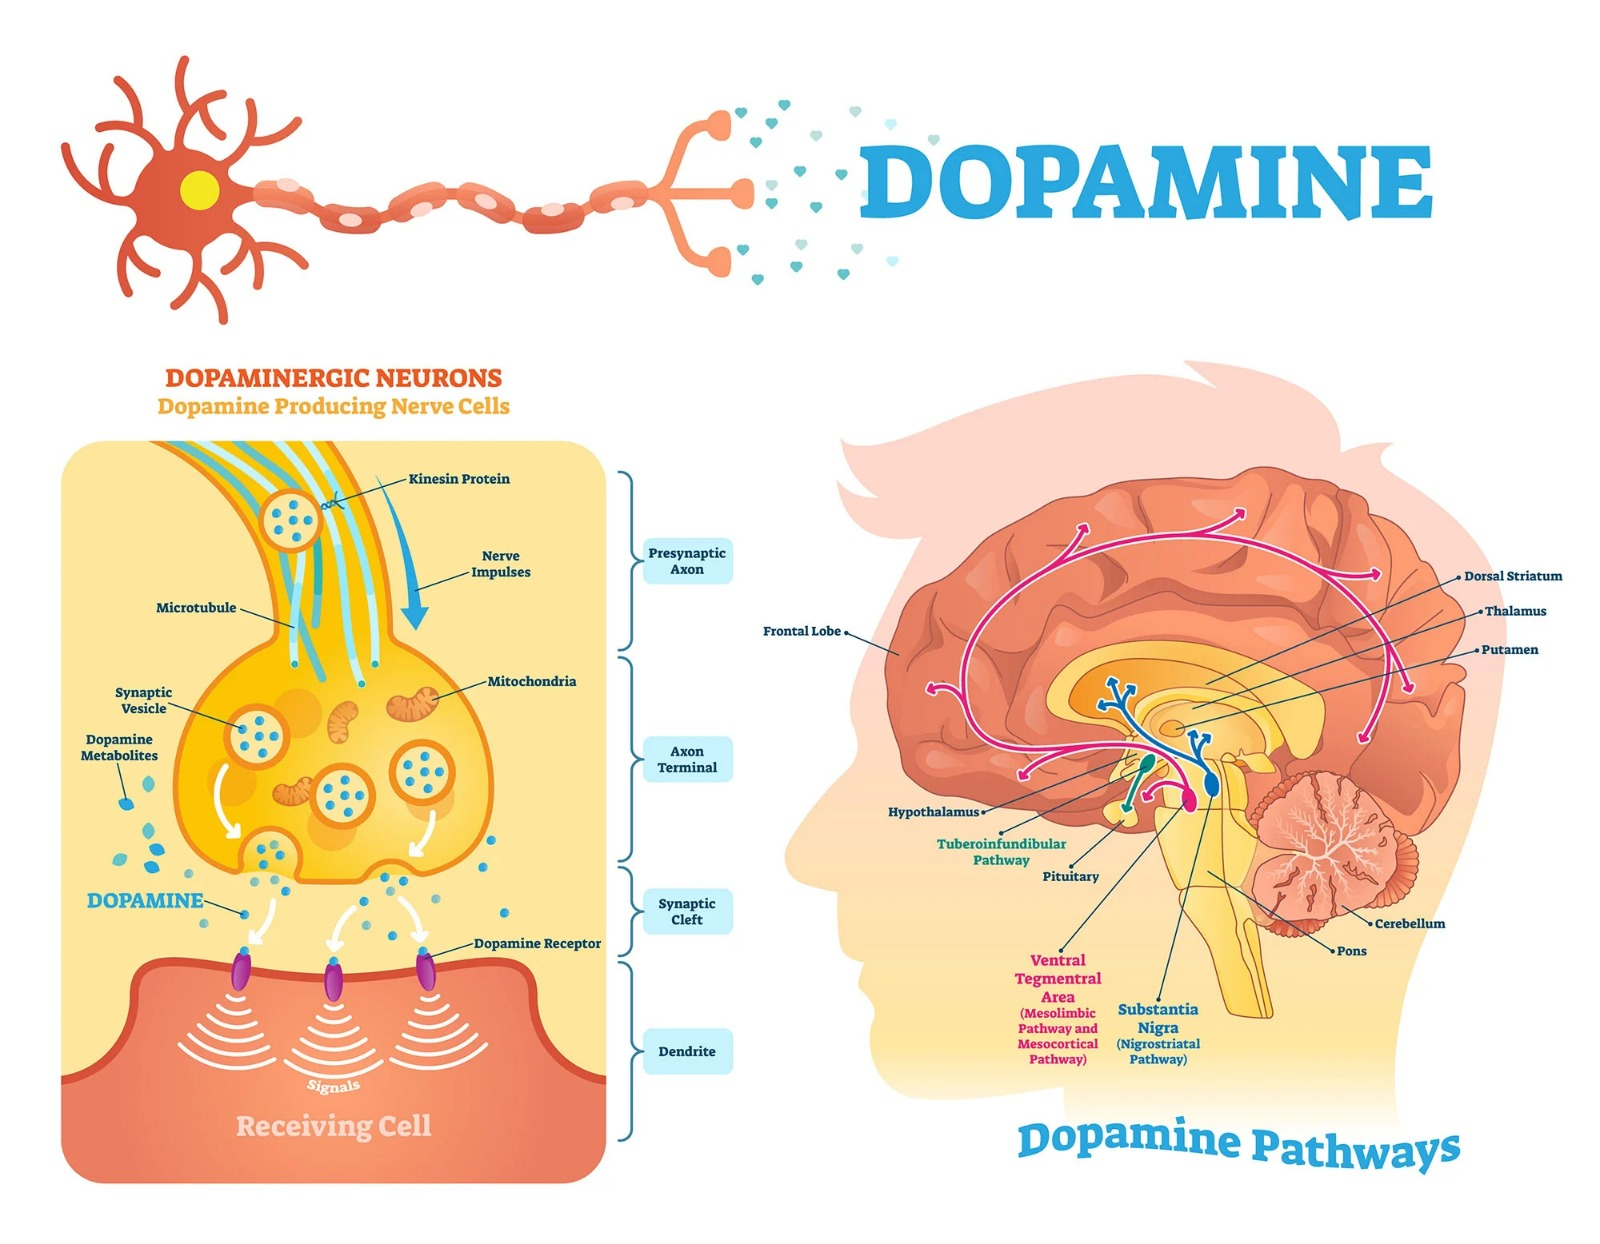 DOPAMINE
DOPAMINERGIC NEURONS
Dopamine Producing Nerve Cells
Kinesin Protein
Nerve
Impulses
Microtubule
Synaptic
Vesicle
Mitochondria
Dopamine
Metabolites
DOPAMINE
Dopamine Receptor
Signals
Receiving Cell
Presynaptic
Axon
Axon
Terminal
Synaptic
Cleft
Dendrite
Frontal Lobe
Dorsal Striatum
Thalamus
Putamen
Hypothalamus
Tuberoinfundibular
Pathway
Pituitary
Cerebellum
Pons
Ventral
Tegmentral
Area
(Mesolimbic
Pathway and
Mesocortical
Pathway)
Substantia
Nigra
(Nigrostriatal
Pathway)
Dopamine Pathways